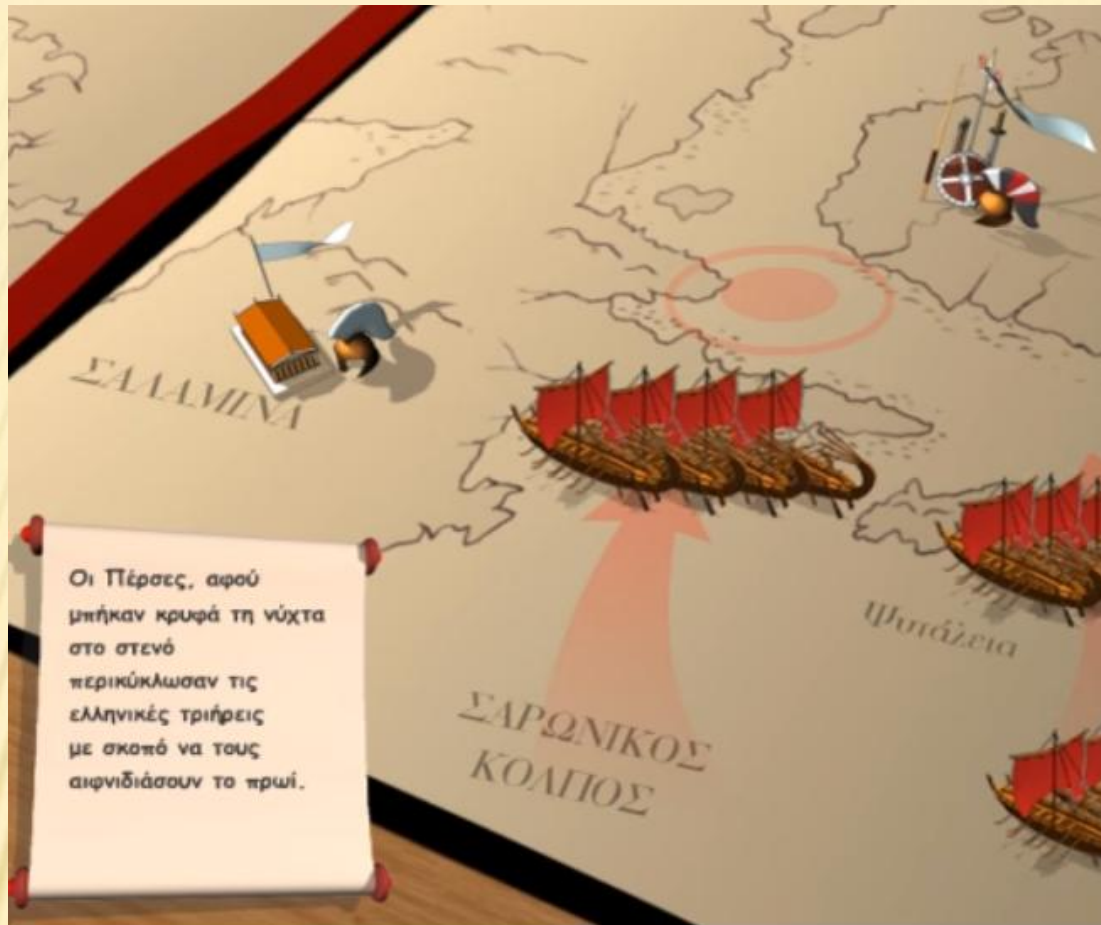 ΣΑΛΑΜΙΝΑ
Οι Πέρσες, αφού
μπήκαν κρυφά τη νύχτα
στο στενό
περικύκλωσαν τις
ελληνικές τριήρεις
με σκοπό να τους
αιφνιδιάσουν το πρωί.
Ψυτάλεια
ΣΑΡΩΝΙΚΟΣ
ΚΟΛΠΟΣ